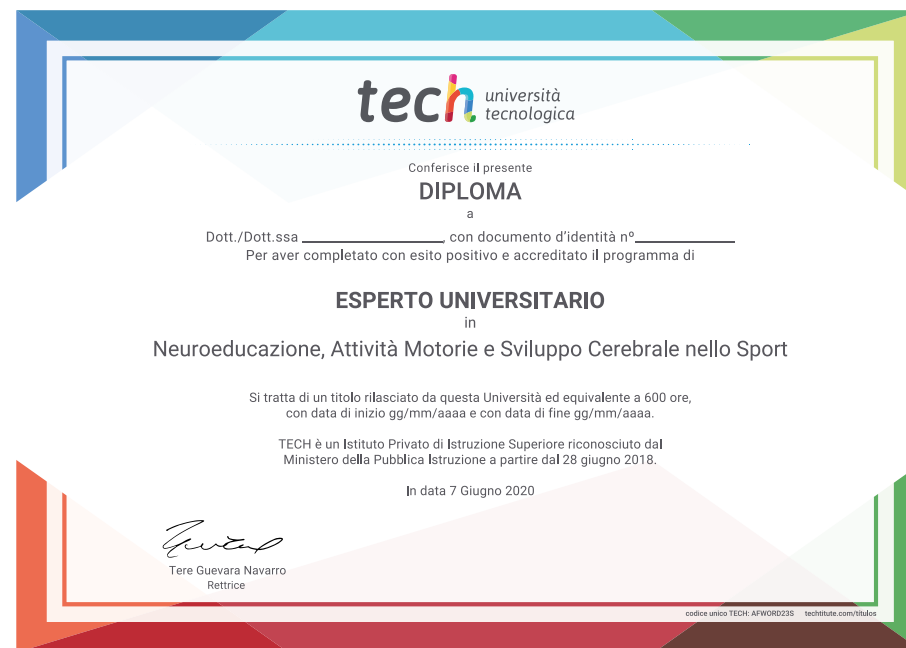 tech università
tecnologica
Conferisce il presente
DIPLOMA
a
Dott./Dott.ssa ________________, con documento d'identità nº____________
Per aver completato con esito positivo e accreditato il programma di
ESPERTO UNIVERSITARIO
in
Neuroeducazione, Attività Motorie e Sviluppo Cerebrale nello Sport
Si tratta di un titolo rilasciato da questa Università ed equivalente a 600 ore,
con data di inizio gg/mm/aaaa e con data di fine gg/mm/aaaa.
TECH è un Istituto Privato di Istruzione Superiore riconosciuto dal
Ministero della Pubblica Istruzione a partire dal 28 giugno 2018.
In data 7 Giugno 2020
Tere Guevara Navarro
Rettrice
codice unico TECH: AFWORD23S techtitute.com/títulos